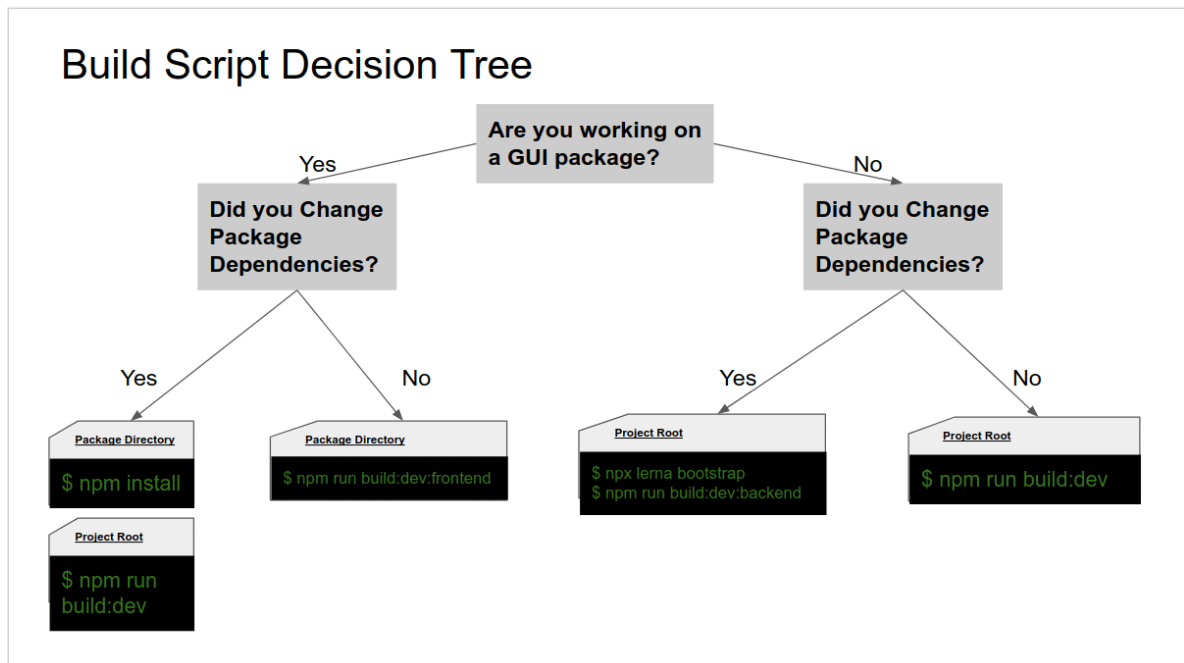 Build Script Decision Tree
Are you working on
a GUI package?
Yes
No
Did you Change
Package
Dependencies?
Did you Change
Package
Dependencies?
Yes
No
Yes
No
Package Directory
$ npm install
Project Root
$ npm run
build:dev
Package Directory
$ npm run build:dev:frontend
Project Root
$ npx lerna bootstrap
$ npm run build:dev:backend
Project Root
$ npm run build:dev